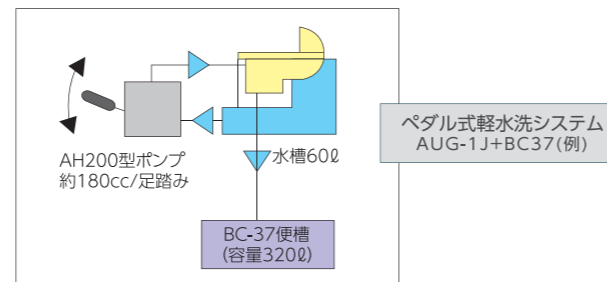 AH200型ポンプ
約180cc/足踏み
水槽60ℓ
BC-37便槽
(容量320ℓ)
ペダル式軽水洗システム
AUG-1J+BC37(例)